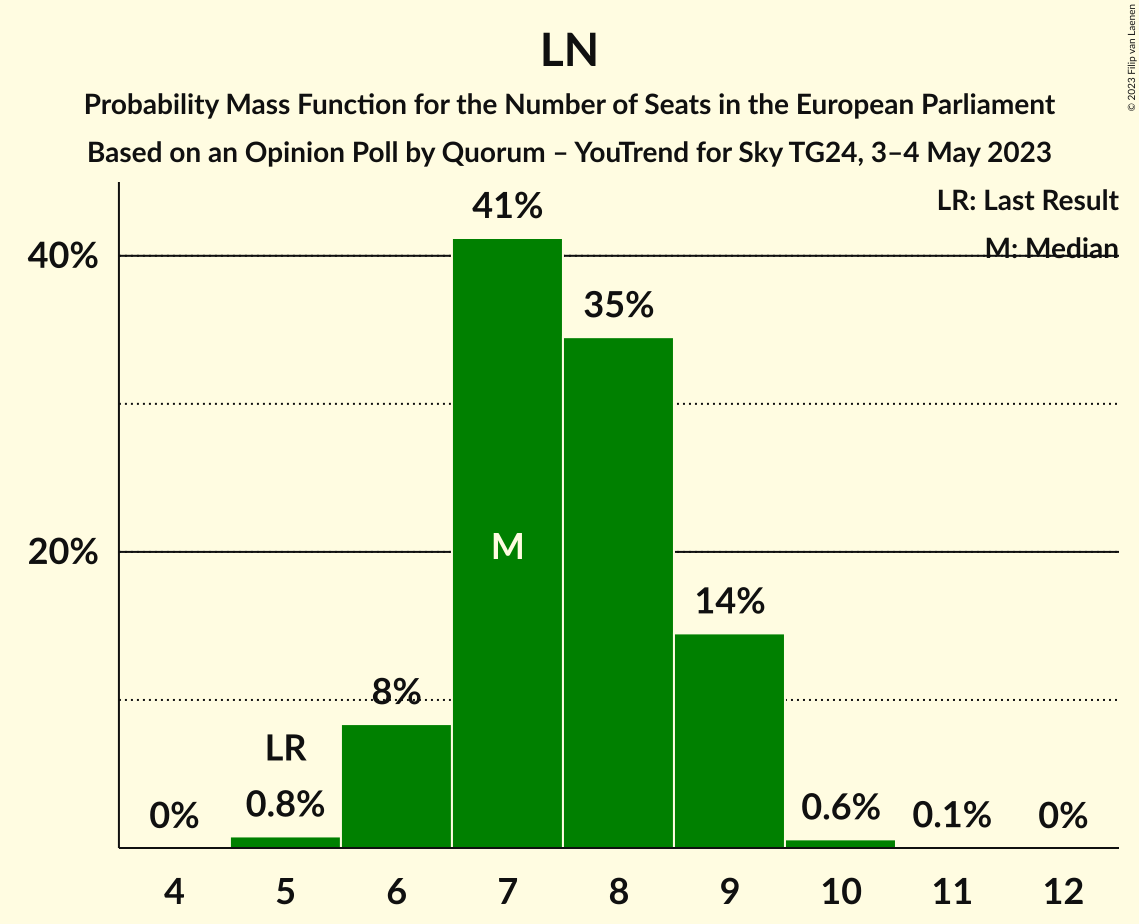 LN
Probability Mass Function for the Number of Seats in the European Parliament
Based on an Opinion Poll by Quorum – YouTrend for Sky TG24, 3–4 May 2023
© 2023 Filip van Laenen
LR: Last Result
M: Median
40%
20%
0%
LR
0.8%
8%
41%
M
35%
14%
0.6%
0.1%
0%
4 5 6 7 8 9 10 11 12